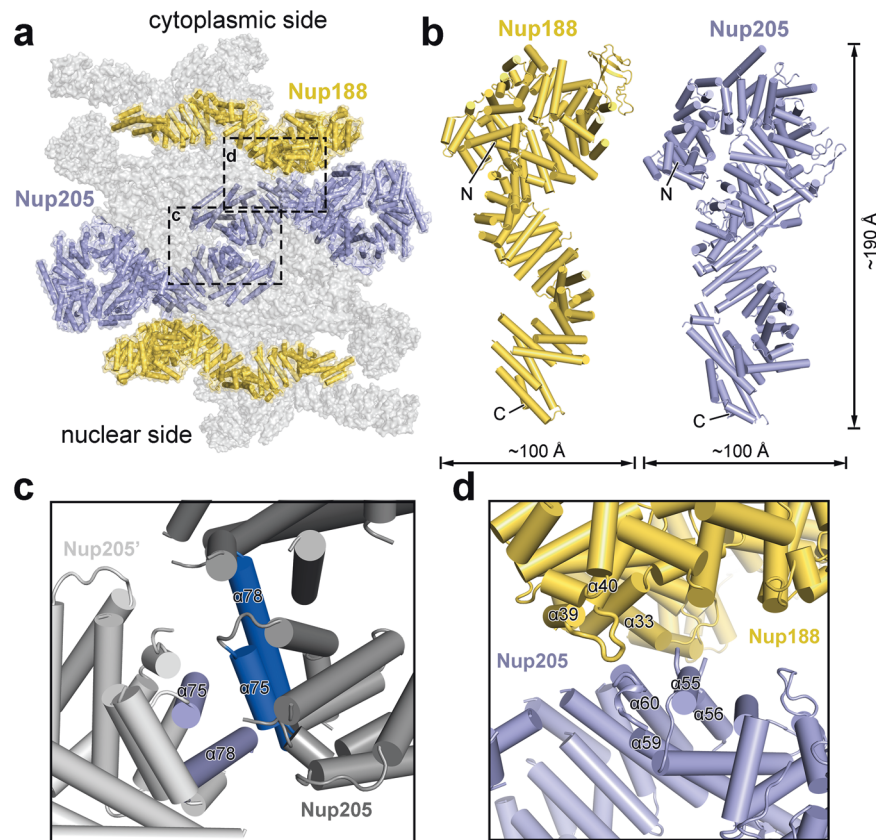 a
cytoplasmic side
Nup188
d
Nup205
c
nuclear side
b
Nup188
Nup205
N
N
~190 Å
C
C
~100 Å
~100 Å
c
Nup205'
α78
α75
α75
α78
Nup205
d
α40
α39
α33
Nup188
Nup205
α55
α60
α56
α59